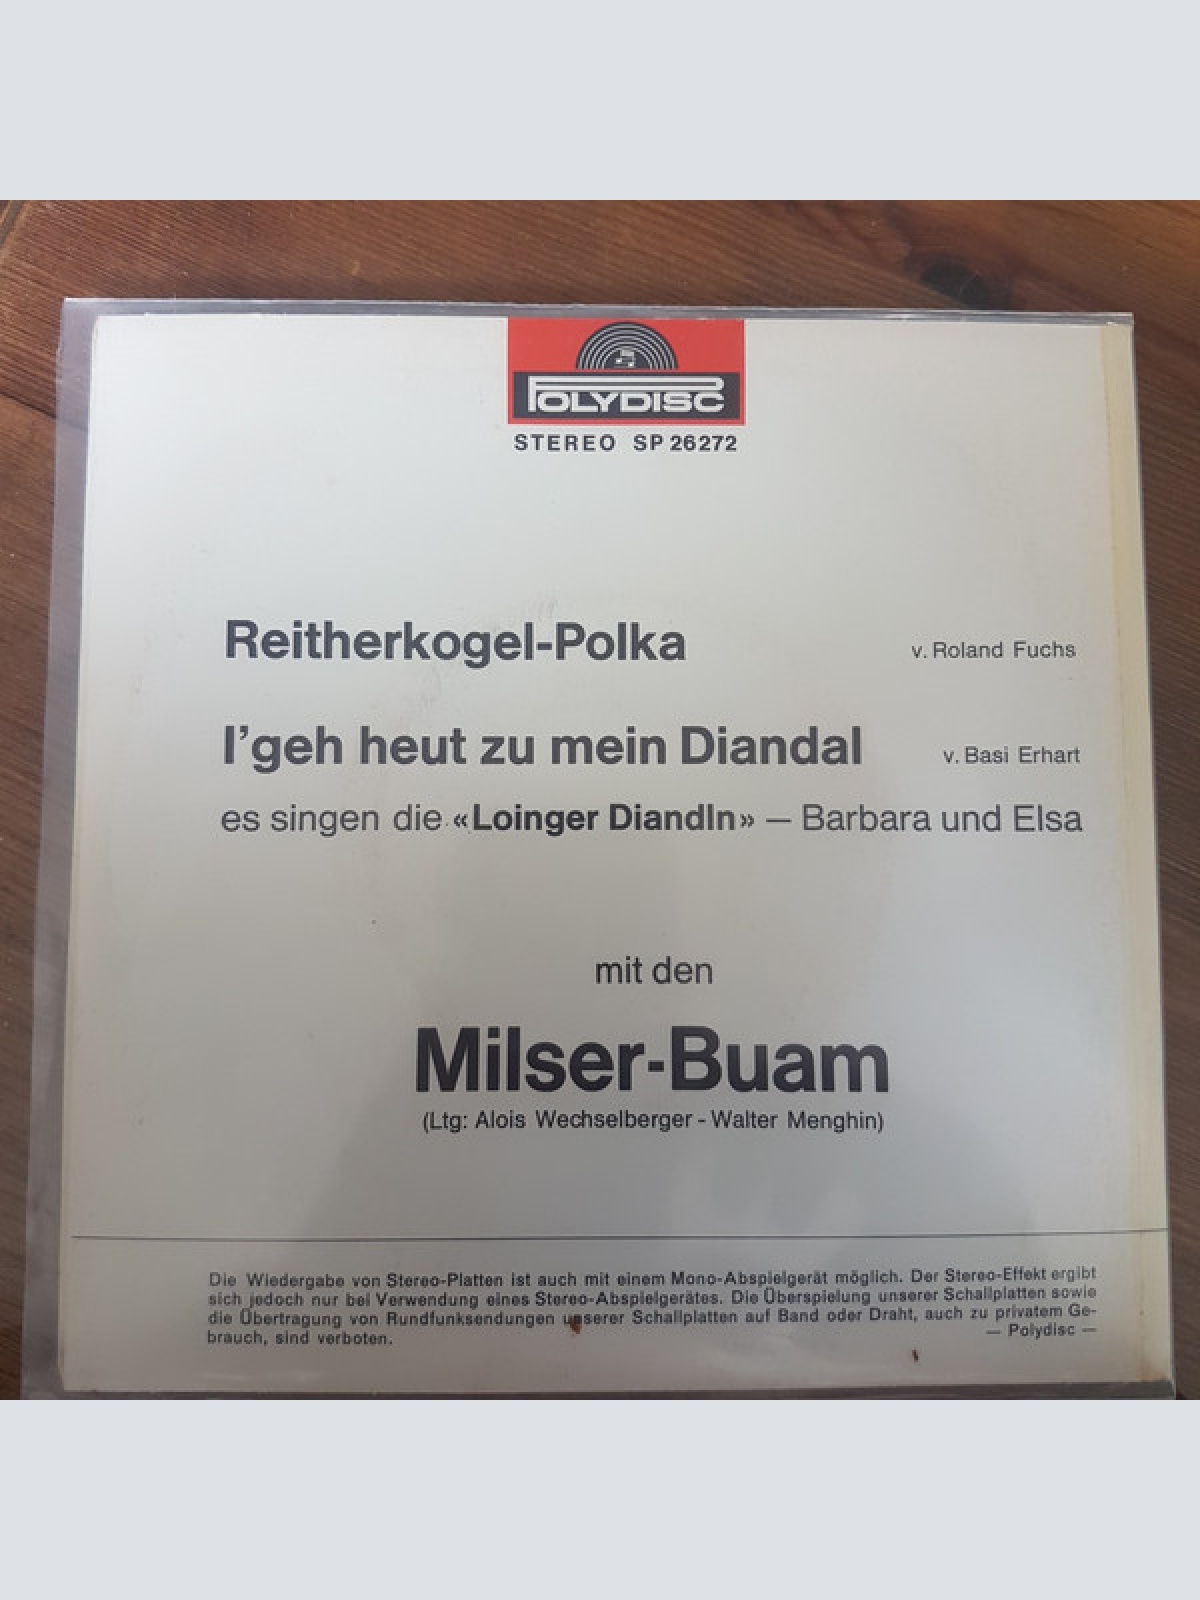 POLYDISC
STEREO SP 26272
Reitherkogel-Polka v. Roland Fuchs
I'geh heut zu mein Diandal v. Basi Erhart
es singen die «Loinger Diandln» — Barbara und Elsa
mit den
Milser-Buam
(Ltg: Alois Wechselberger - Walter Menghin)
Die Wiedergabe von Stereo-Platten ist auch mit einem Mono-Abspielgerät möglich. Der Stereo-Effekt ergibt
sich jedoch nur bei Verwendung eines Stereo-Abspielgerätes. Die Überspielung unserer Schallplatten sowie
die Übertragung von Rundfunksendungen unserer Schallplatten auf Band oder Draht, auch zu privatem Ge-
brauch, sind verboten. — Polydisc —